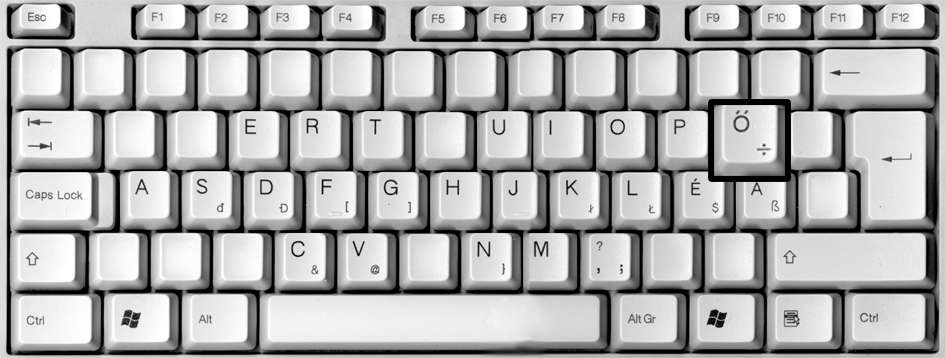 Esc F1 F2 F3 F4 F5 F6 F7 F8 F9 F10 F11 F12
E R T U I O P Ő
÷
Caps Lock A S D F G H J K L É A
đ Đ [ ] ł Ł $ ß
C V N M ?
& @ } , ;
Ctrl Alt Alt Gr Ctrl